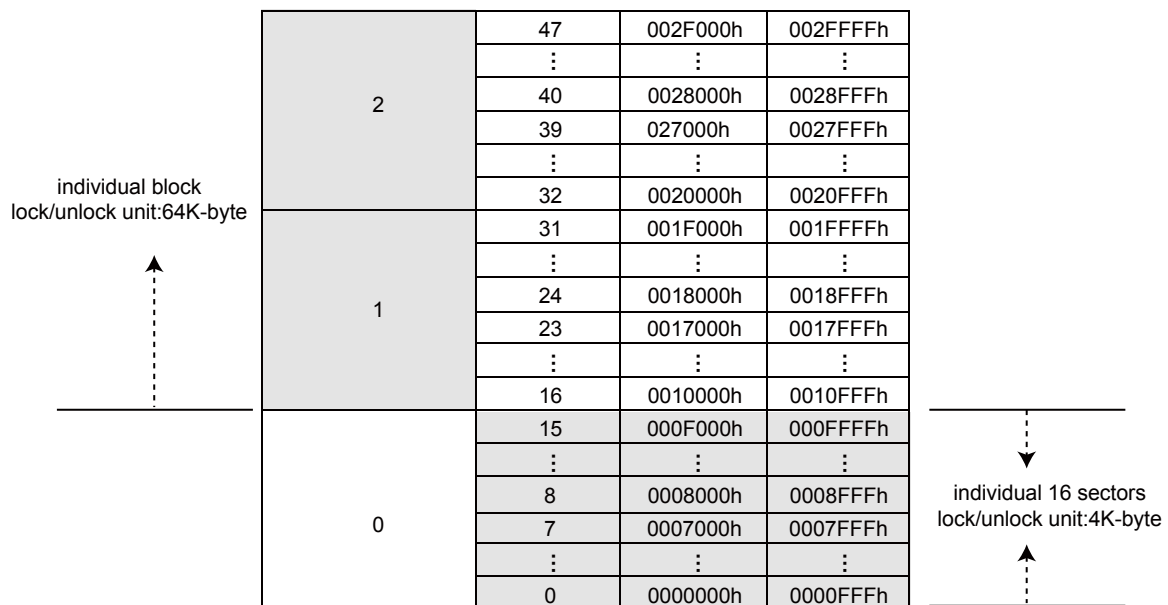 47 002F000h 002FFFFh
⋮ ⋮ ⋮
2
40 0028000h 0028FFFh
39 027000h 0027FFFh
⋮ ⋮ ⋮
individual block
lock/unlock unit:64K-byte
32 0020000h 0020FFFh
31 001F000h 001FFFFh
⋮ ⋮ ⋮
1
24 0018000h 0018FFFh
23 0017000h 0017FFFh
⋮ ⋮ ⋮
16 0010000h 0010FFFh
15 000F000h 000FFFFh
⋮ ⋮ ⋮
0
8 0008000h 0008FFFh
7 0007000h 0007FFFh
⋮ ⋮ ⋮
0 0000000h 0000FFFh
individual 16 sectors
lock/unlock unit:4K-byte